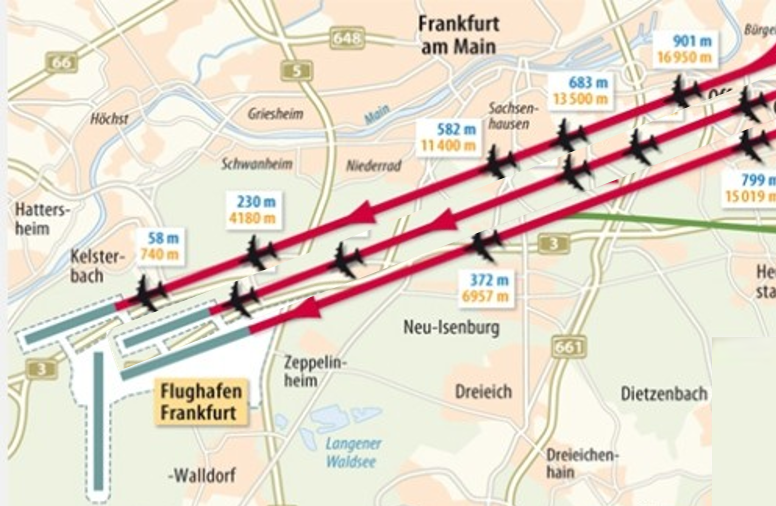 Frankfurt
am Main
901 m
16 950 m
648
66
5
683 m
13 500 m
Höchst
Griesheim
Main
Sachsen-
hausen
582 m
11 400 m
Schwanheim
Niederrad
799 m
15 019 m
230 m
4180 m
Hatters-
heim
58 m
740 m
Kelster-
bach
3
372 m
6957 m
Neu-Isenburg
661
3
Zeppelin-
heim
Flughafen
Frankfurt
Dreieich
Dietzenbach
Langener
Waldsee
-Walldorf
Dreieichen-
hain